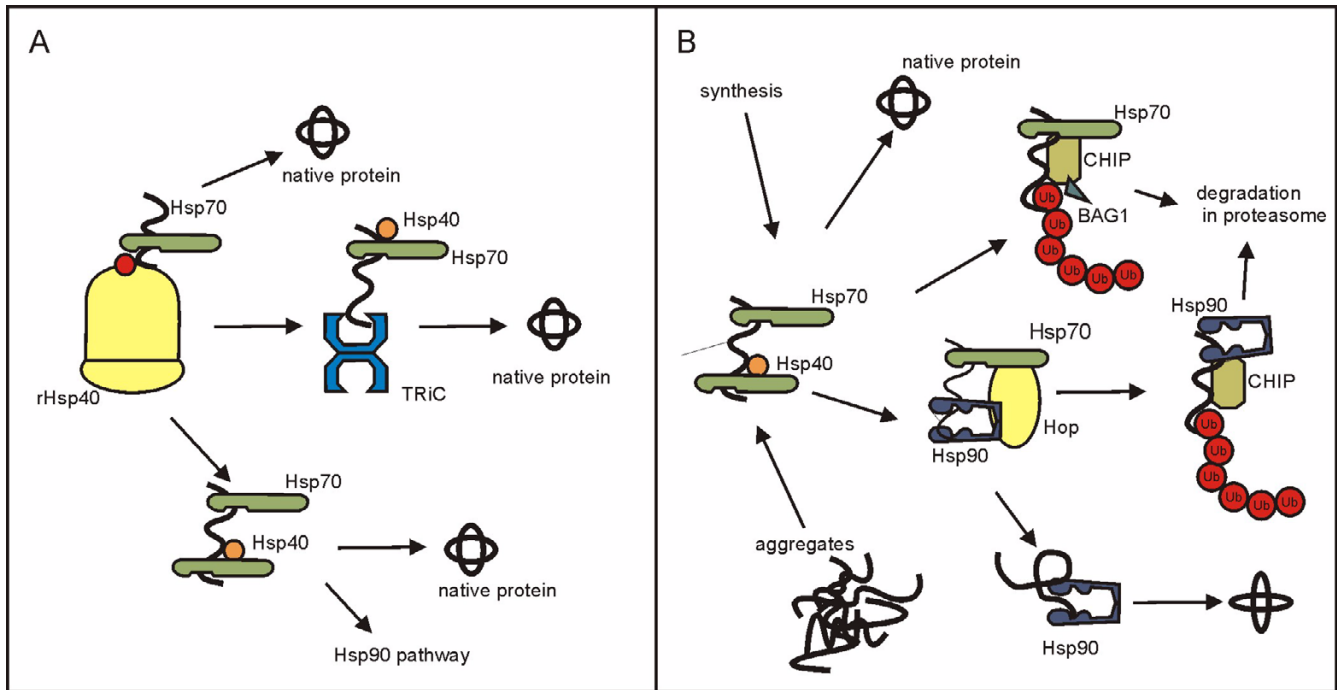 A
native protein
Hsp70
Hsp40
Hsp70
rHsp40
TRiC
native protein
Hsp70
Hsp40
native protein
Hsp90 pathway
B
synthesis
native protein
Hsp70
CHIP
Ub
BAG1
Ub
Ub
Ub
Ub
Ub
degradation
in proteasome
Hsp70
Hsp40
Hsp70
Hop
Hsp90
Hsp90
CHIP
Ub
Ub
Ub
Ub
Ub
Ub
aggregates
Hsp90